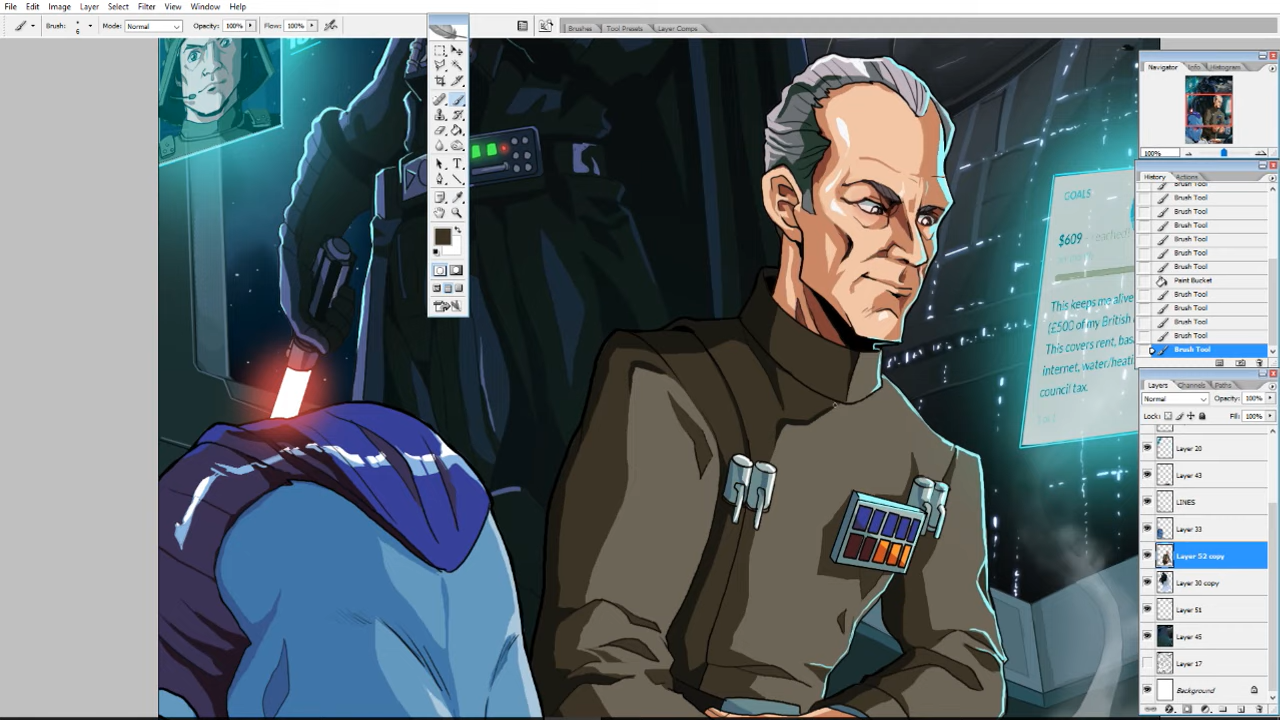 File Edit Image Layer Select Filter View Window Help
Brush: 6 Mode: Normal Opacity: 100% Flow: 100%
Brushes Tool Presets Layer Comps
Navigator Info Histogram
100%
History Actions
Brush Tool
Brush Tool
Brush Tool
Brush Tool
Brush Tool
Brush Tool
Brush Tool
Paint Bucket
Brush Tool
Brush Tool
Brush Tool
Brush Tool
Brush Tool
Layers Channels Paths
Normal Opacity: 100%
Lock: Fill: 100%
Layer 20
Layer 43
LINES
Layer 33
Layer 52 copy
Layer 30 copy
Layer 51
Layer 45
Layer 17
Background
GOALS
$609 reached!
This keeps me alive
(£500 of my British
This covers rent,
internet, water/heati
council tax.